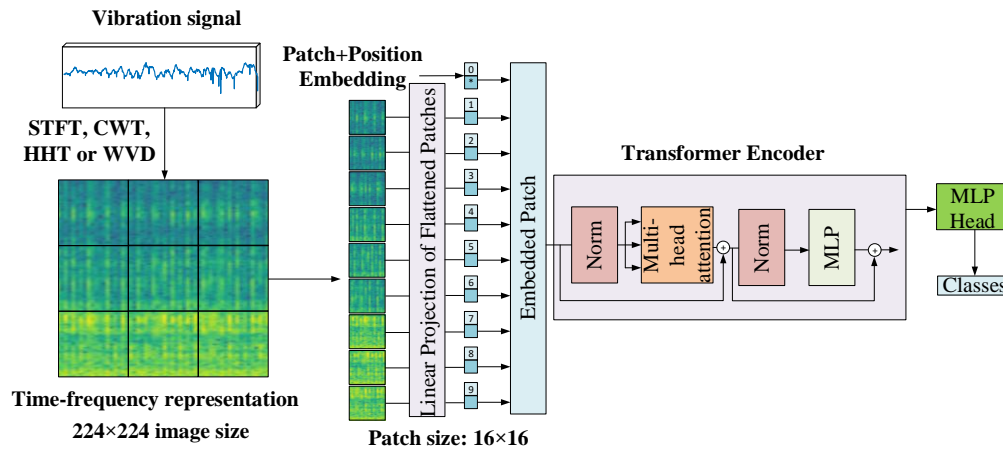 Vibration signal
STFT, CWT,
HHT or WVD
Time-frequency representation
224×224 image size
Patch+Position
Embedding
Linear Projection of Flattened Patches
Patch size: 16×16
0
*
1
2
3
4
5
6
7
8
9
Embedded Patch
Transformer Encoder
Norm
Multi-
head
attention
+
Norm
MLP
+
MLP
Head
Classes